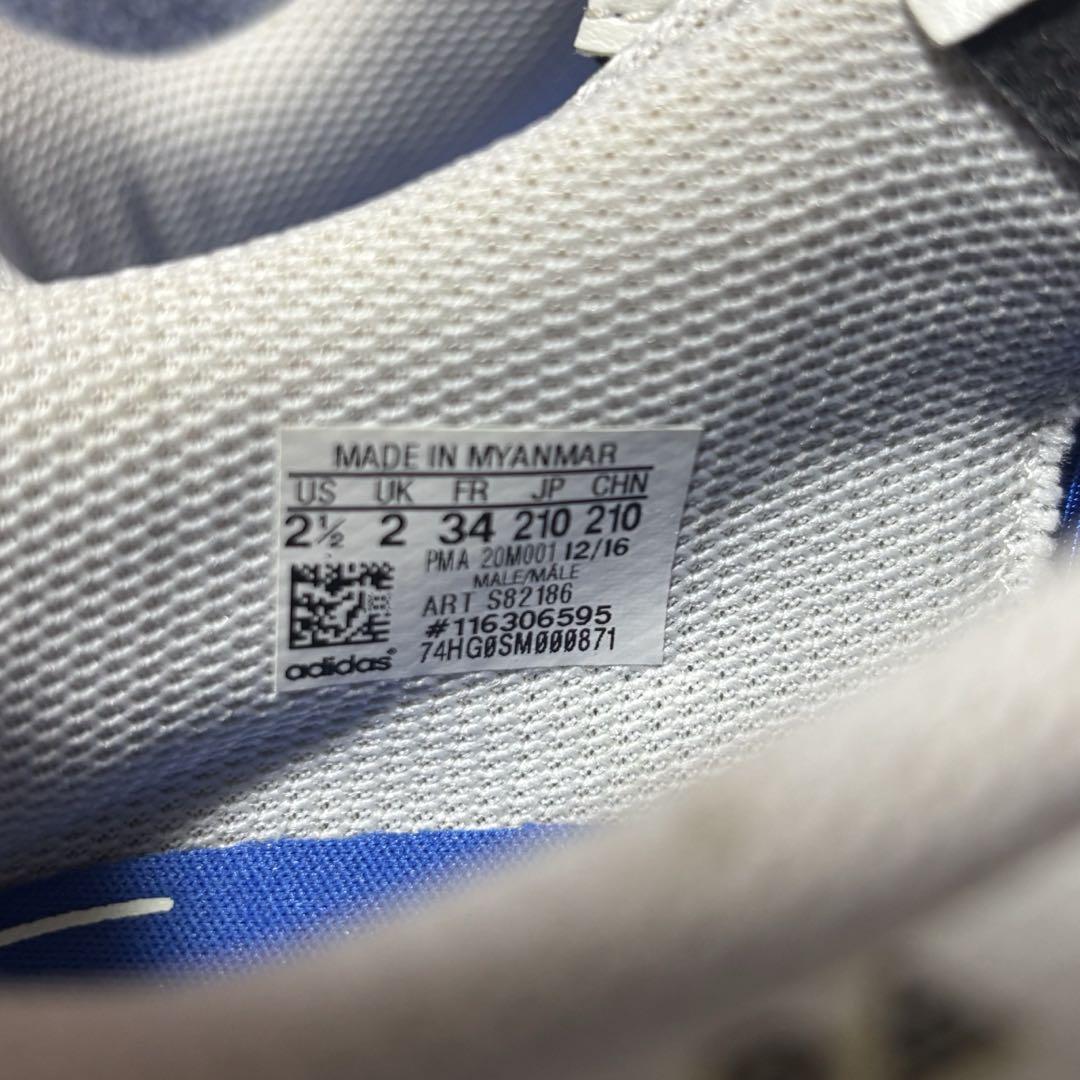 MADE IN MYANMAR
US UK FR JP CHN
2½ 2 34 210 210
PMA 20M001 12/16
MALE/MÂLE
ART S82186
#116306595
74HG0SM000871
adidas®